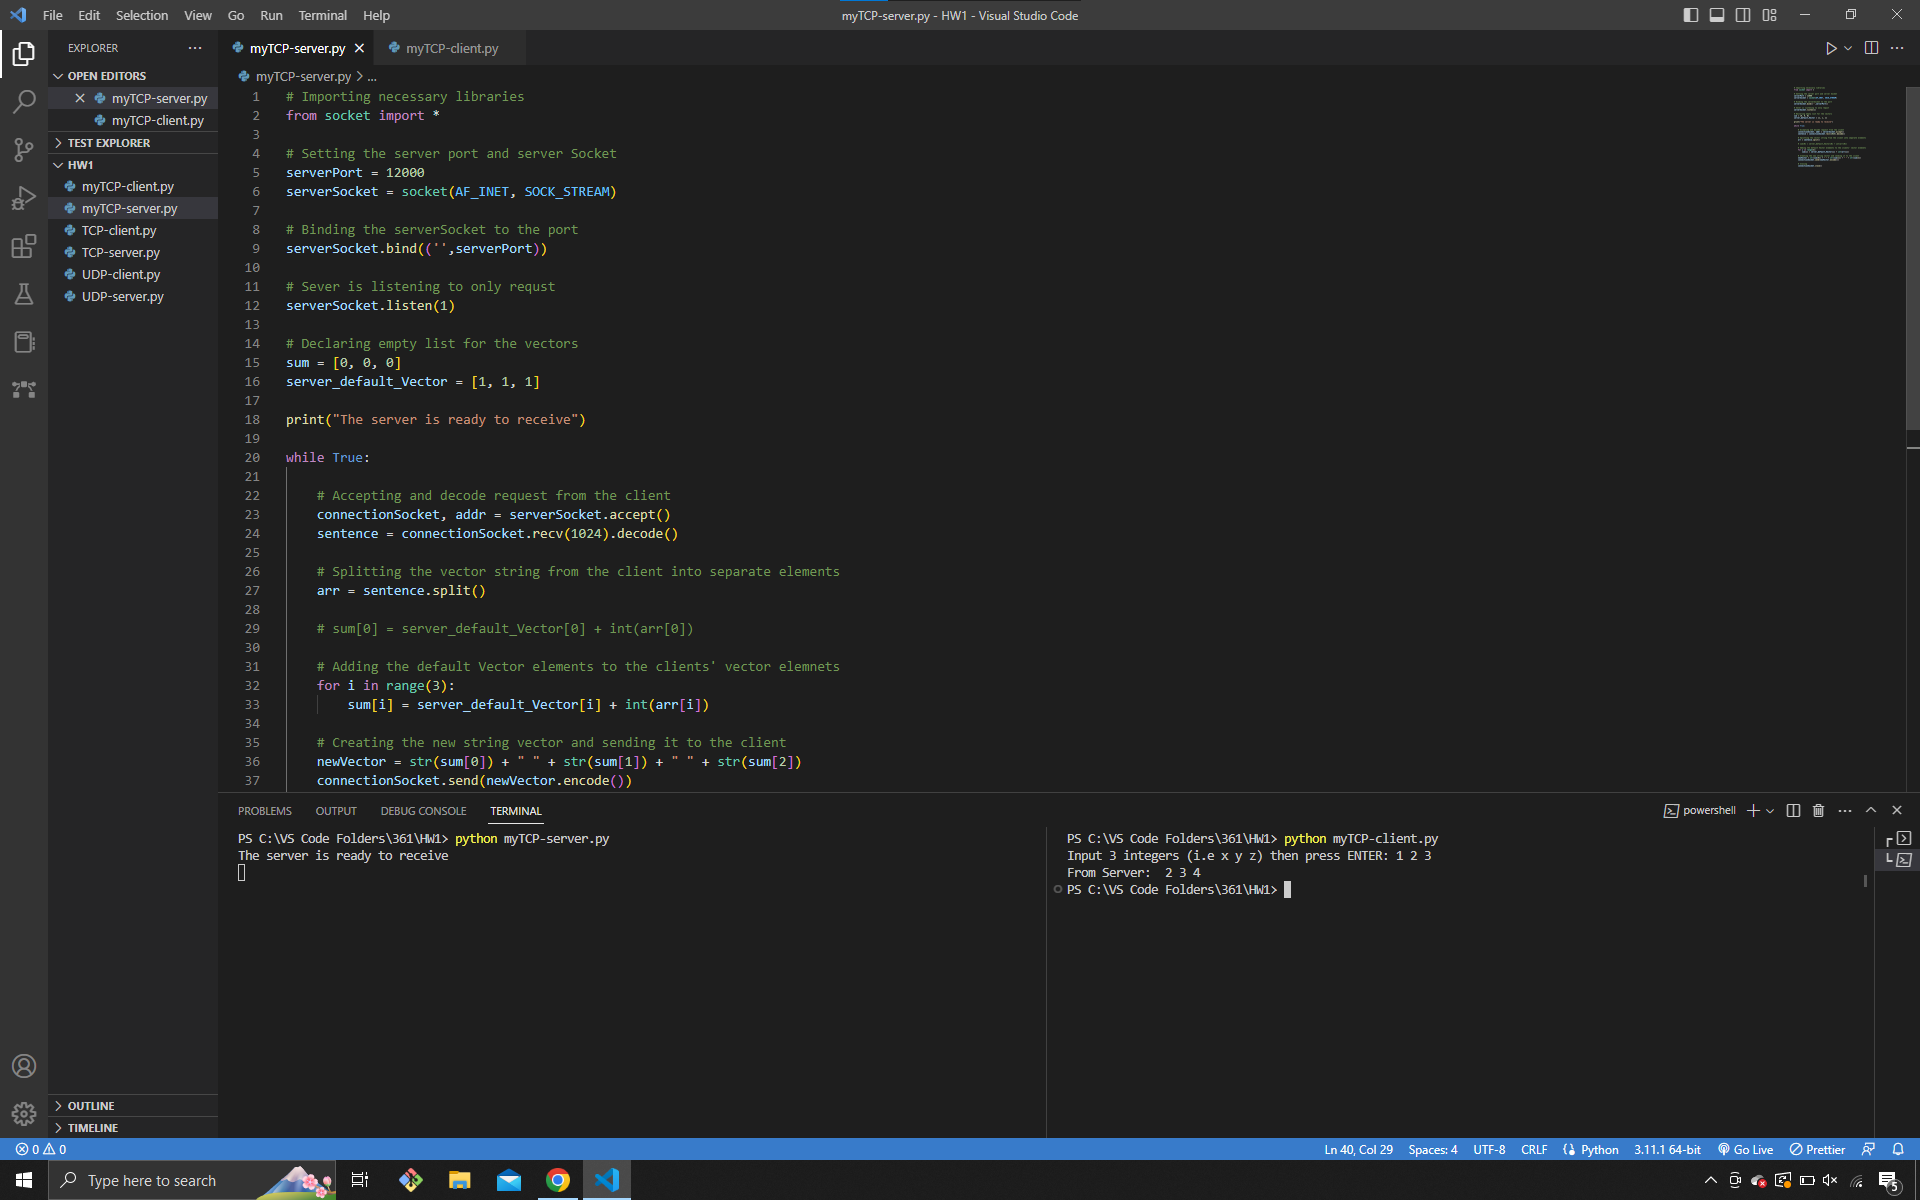 File Edit Selection View Go Run Terminal Help
myTCP-server.py - HW1 - Visual Studio Code
EXPLORER
OPEN EDITORS
myTCP-server.py
myTCP-client.py
TEST EXPLORER
HW1
myTCP-client.py
myTCP-server.py
TCP-client.py
TCP-server.py
UDP-client.py
UDP-server.py
OUTLINE
TIMELINE
myTCP-server.py myTCP-client.py
myTCP-server.py > ...
1 # Importing necessary libraries
2 from socket import *
3
4 # Setting the server port and server Socket
5 serverPort = 12000
6 serverSocket = socket(AF_INET, SOCK_STREAM)
7
8 # Binding the serverSocket to the port
9 serverSocket.bind(('',serverPort))
10
11 # Sever is listening to only requst
12 serverSocket.listen(1)
13
14 # Declaring empty list for the vectors
15 sum = [0, 0, 0]
16 server_default_Vector = [1, 1, 1]
17
18 print("The server is ready to receive")
19
20 while True:
21
22 # Accepting and decode request from the client
23 connectionSocket, addr = serverSocket.accept()
24 sentence = connectionSocket.recv(1024).decode()
25
26 # Splitting the vector string from the client into separate elements
27 arr = sentence.split()
28
29 # sum[0] = server_default_Vector[0] + int(arr[0])
30
31 # Adding the default Vector elements to the clients' vector elemnets
32 for i in range(3):
33 sum[i] = server_default_Vector[i] + int(arr[i])
34
35 # Creating the new string vector and sending it to the client
36 newVector = str(sum[0]) + " " + str(sum[1]) + " " + str(sum[2])
37 connectionSocket.send(newVector.encode())
PROBLEMS OUTPUT DEBUG CONSOLE TERMINAL
powershell
PS C:\VS Code Folders\361\HW1> python myTCP-server.py
The server is ready to receive
PS C:\VS Code Folders\361\HW1> python myTCP-client.py
Input 3 integers (i.e x y z) then press ENTER: 1 2 3
From Server:  2 3 4
PS C:\VS Code Folders\361\HW1>
0 0
Ln 40, Col 29 Spaces: 4 UTF-8 CRLF Python 3.11.1 64-bit Go Live Prettier
Type here to search
5